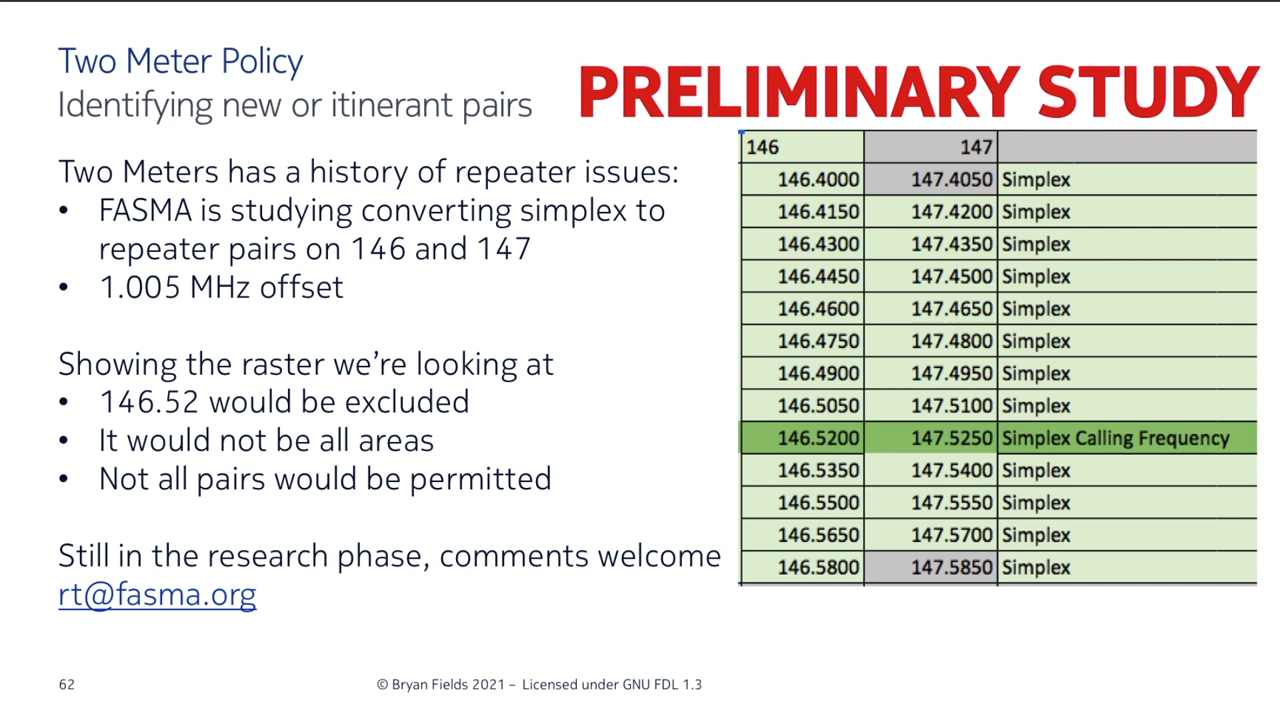 Two Meter Policy
Identifying new or itinerant pairs
PRELIMINARY STUDY
Two Meters has a history of repeater issues:
• FASMA is studying converting simplex to
repeater pairs on 146 and 147
• 1.005 MHz offset
Showing the raster we’re looking at
• 146.52 would be excluded
• It would not be all areas
• Not all pairs would be permitted
Still in the research phase, comments welcome
rt@fasma.org
146 147
146.4000 147.4050 Simplex
146.4150 147.4200 Simplex
146.4300 147.4350 Simplex
146.4450 147.4500 Simplex
146.4600 147.4650 Simplex
146.4750 147.4800 Simplex
146.4900 147.4950 Simplex
146.5050 147.5100 Simplex
146.5200 147.5250 Simplex Calling Frequency
146.5350 147.5400 Simplex
146.5500 147.5550 Simplex
146.5650 147.5700 Simplex
146.5800 147.5850 Simplex
62
© Bryan Fields 2021 – Licensed under GNU FDL 1.3